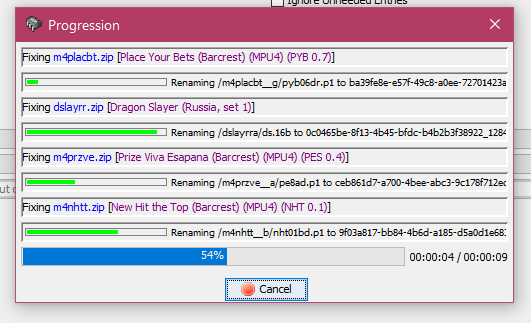 Ignore Unneeded Entries
Progression
Fixing m4placbt.zip [Place Your Bets (Barcrest) (MPU4) (PYB 0.7)]
Renaming /m4placbt__g/pyb06dr.p1 to ba39fe8e-e57f-49c8-a0ee-72701423a
Fixing dslayrr.zip [Dragon Slayer (Russia, set 1)]
Renaming /dslayrra/ds.16b to 0c0465be-8f13-4b45-bfdc-b4b2b3f38922_1284
Fixing m4przve.zip [Prize Viva Esapana (Barcrest) (MPU4) (PES 0.4)]
Renaming /m4przve__a/pe8ad.p1 to ceb861d7-a700-4bee-abc3-9c178f712ec
Fixing m4nhtt.zip [New Hit the Top (Barcrest) (MPU4) (NHT 0.1)]
Renaming /m4nhtt__b/nht01bd.p1 to 9f03a817-bb84-4b6d-a185-d5a0d1e683
54% 00:00:04 / 00:00:09
Cancel